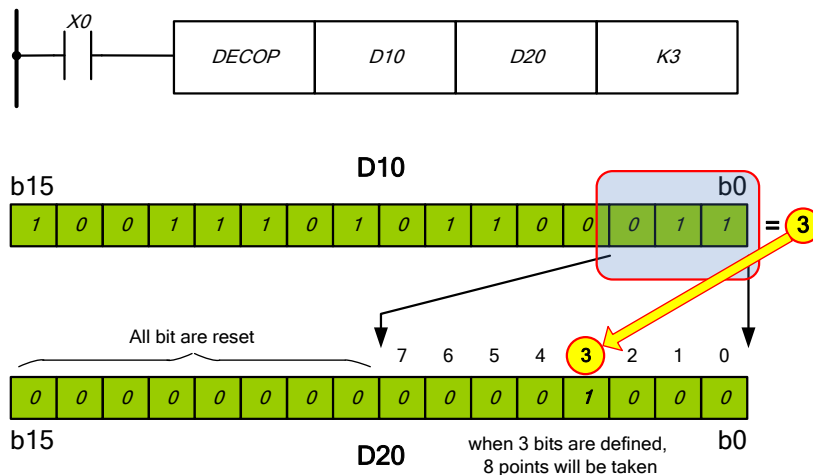 X0
DECOP D10 D20 K3
D10
b15 b0
1 0 0 1 1 1 0 1 0 1 1 0 0 0 1 1 = 3
All bit are reset
7 6 5 4 3 2 1 0
0 0 0 0 0 0 0 0 0 0 0 0 1 0 0 0
b15 b0
D20
when 3 bits are defined,
8 points will be taken